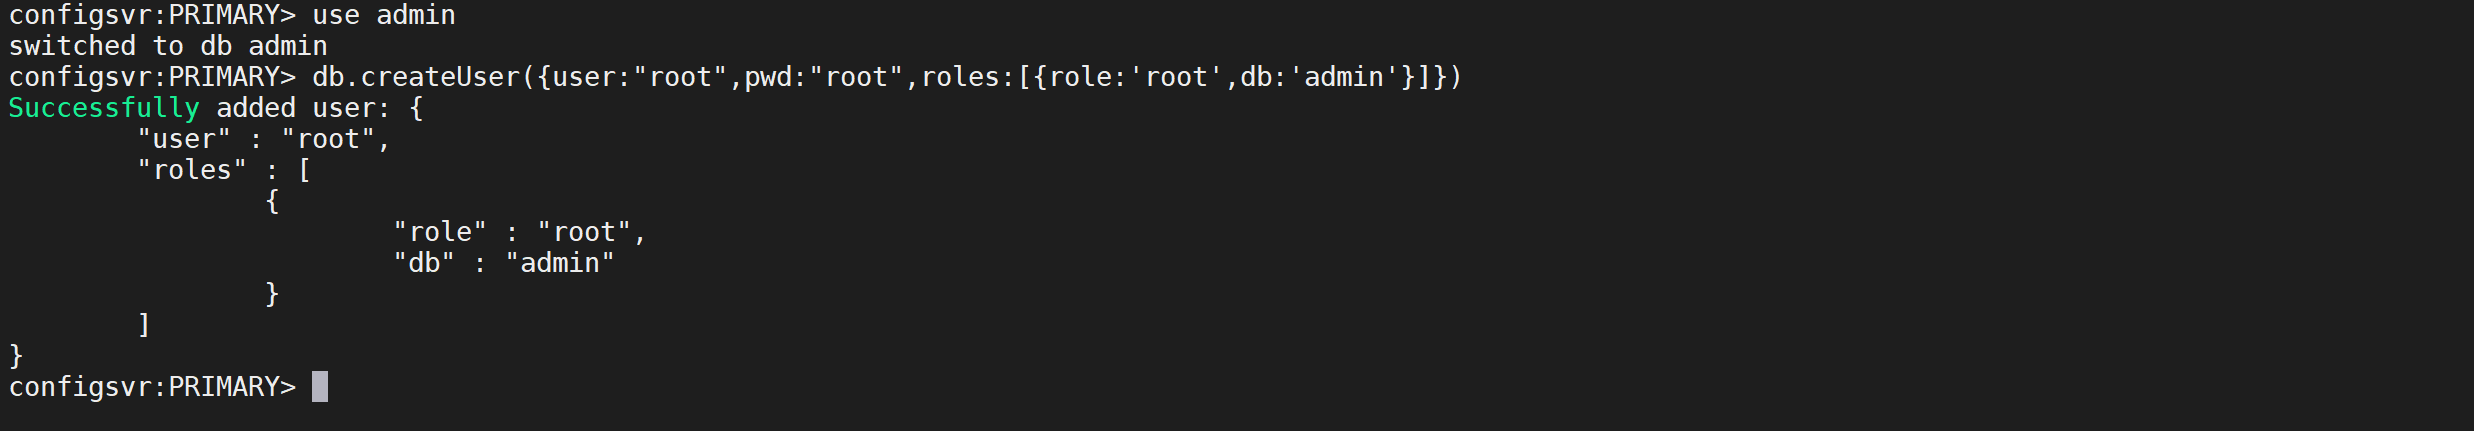 configsvr:PRIMARY> use admin
switched to db admin
configsvr:PRIMARY> db.createUser({user:"root",pwd:"root",roles:[{role:'root',db:'admin'}]})
Successfully added user: {
        "user" : "root",
        "roles" : [
                {
                        "role" : "root",
                        "db" : "admin"
                }
        ]
}
configsvr:PRIMARY>